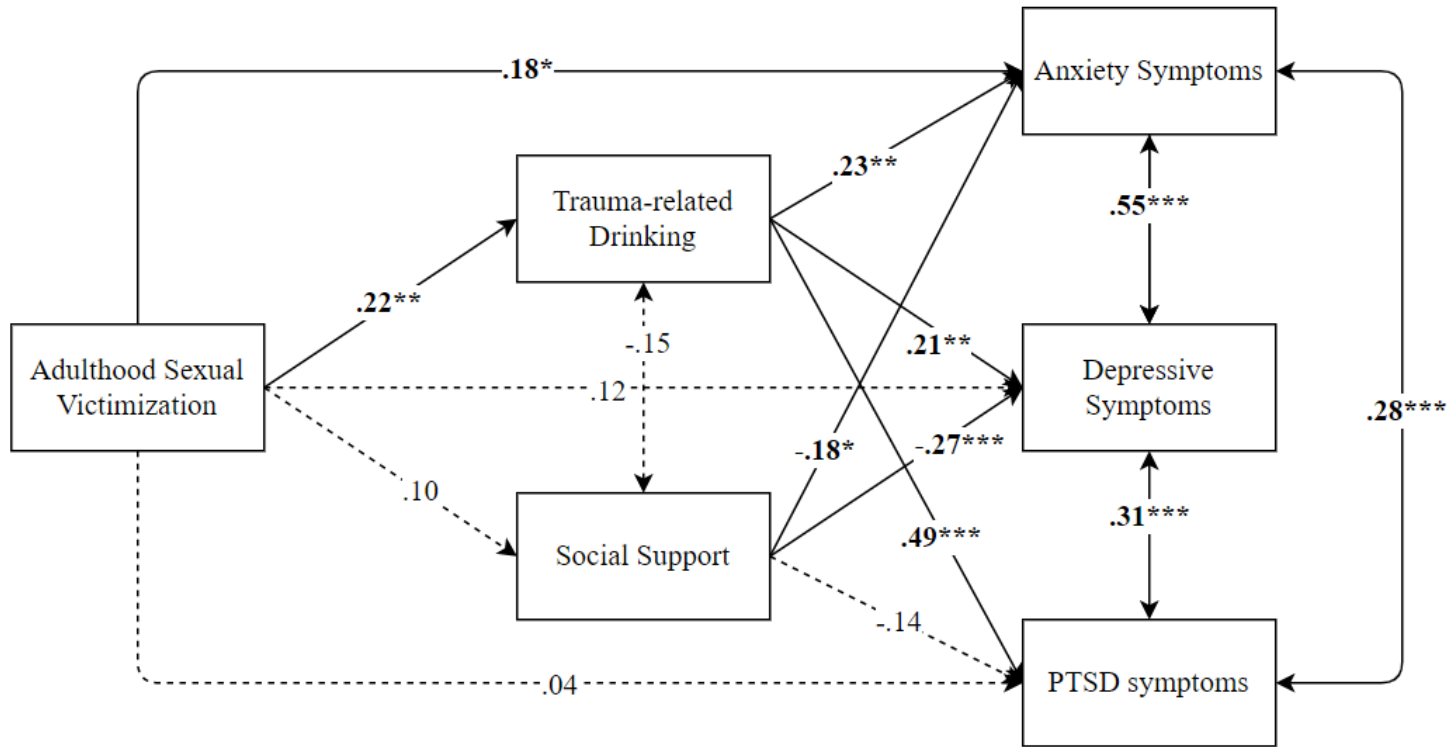 .18*
Anxiety Symptoms
Trauma-related
Drinking
.23**
.55***
.22**
-.15
.21**
Adulthood Sexual
Victimization
.12
Depressive
Symptoms
.28***
-.18*
-.27***
.10
.49***
.31***
Social Support
-.14
.04
PTSD symptoms